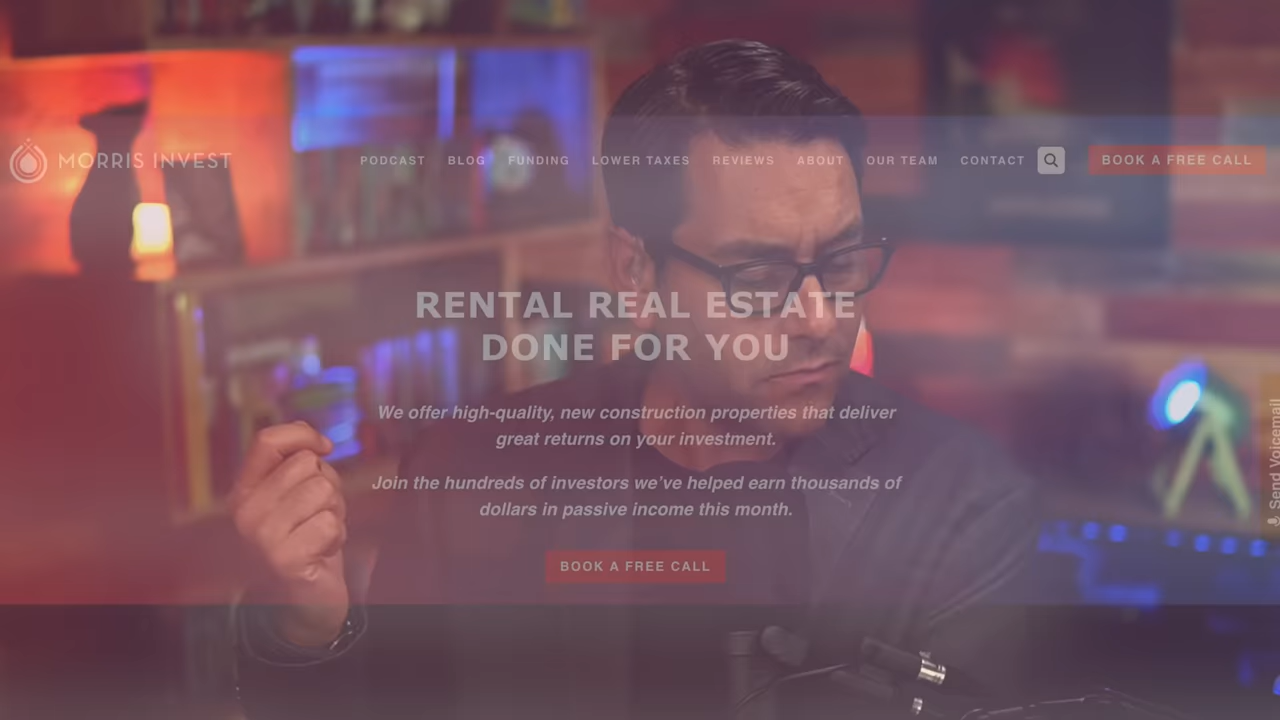 MORRIS INVEST
PODCAST BLOG FUNDING LOWER TAXES REVIEWS ABOUT OUR TEAM CONTACT
BOOK A FREE CALL
RENTAL REAL ESTATE
DONE FOR YOU
We offer high-quality, new construction properties that deliver
great returns on your investment.
Join the hundreds of investors we've helped earn thousands of
dollars in passive income this month.
BOOK A FREE CALL
Send Voicemail